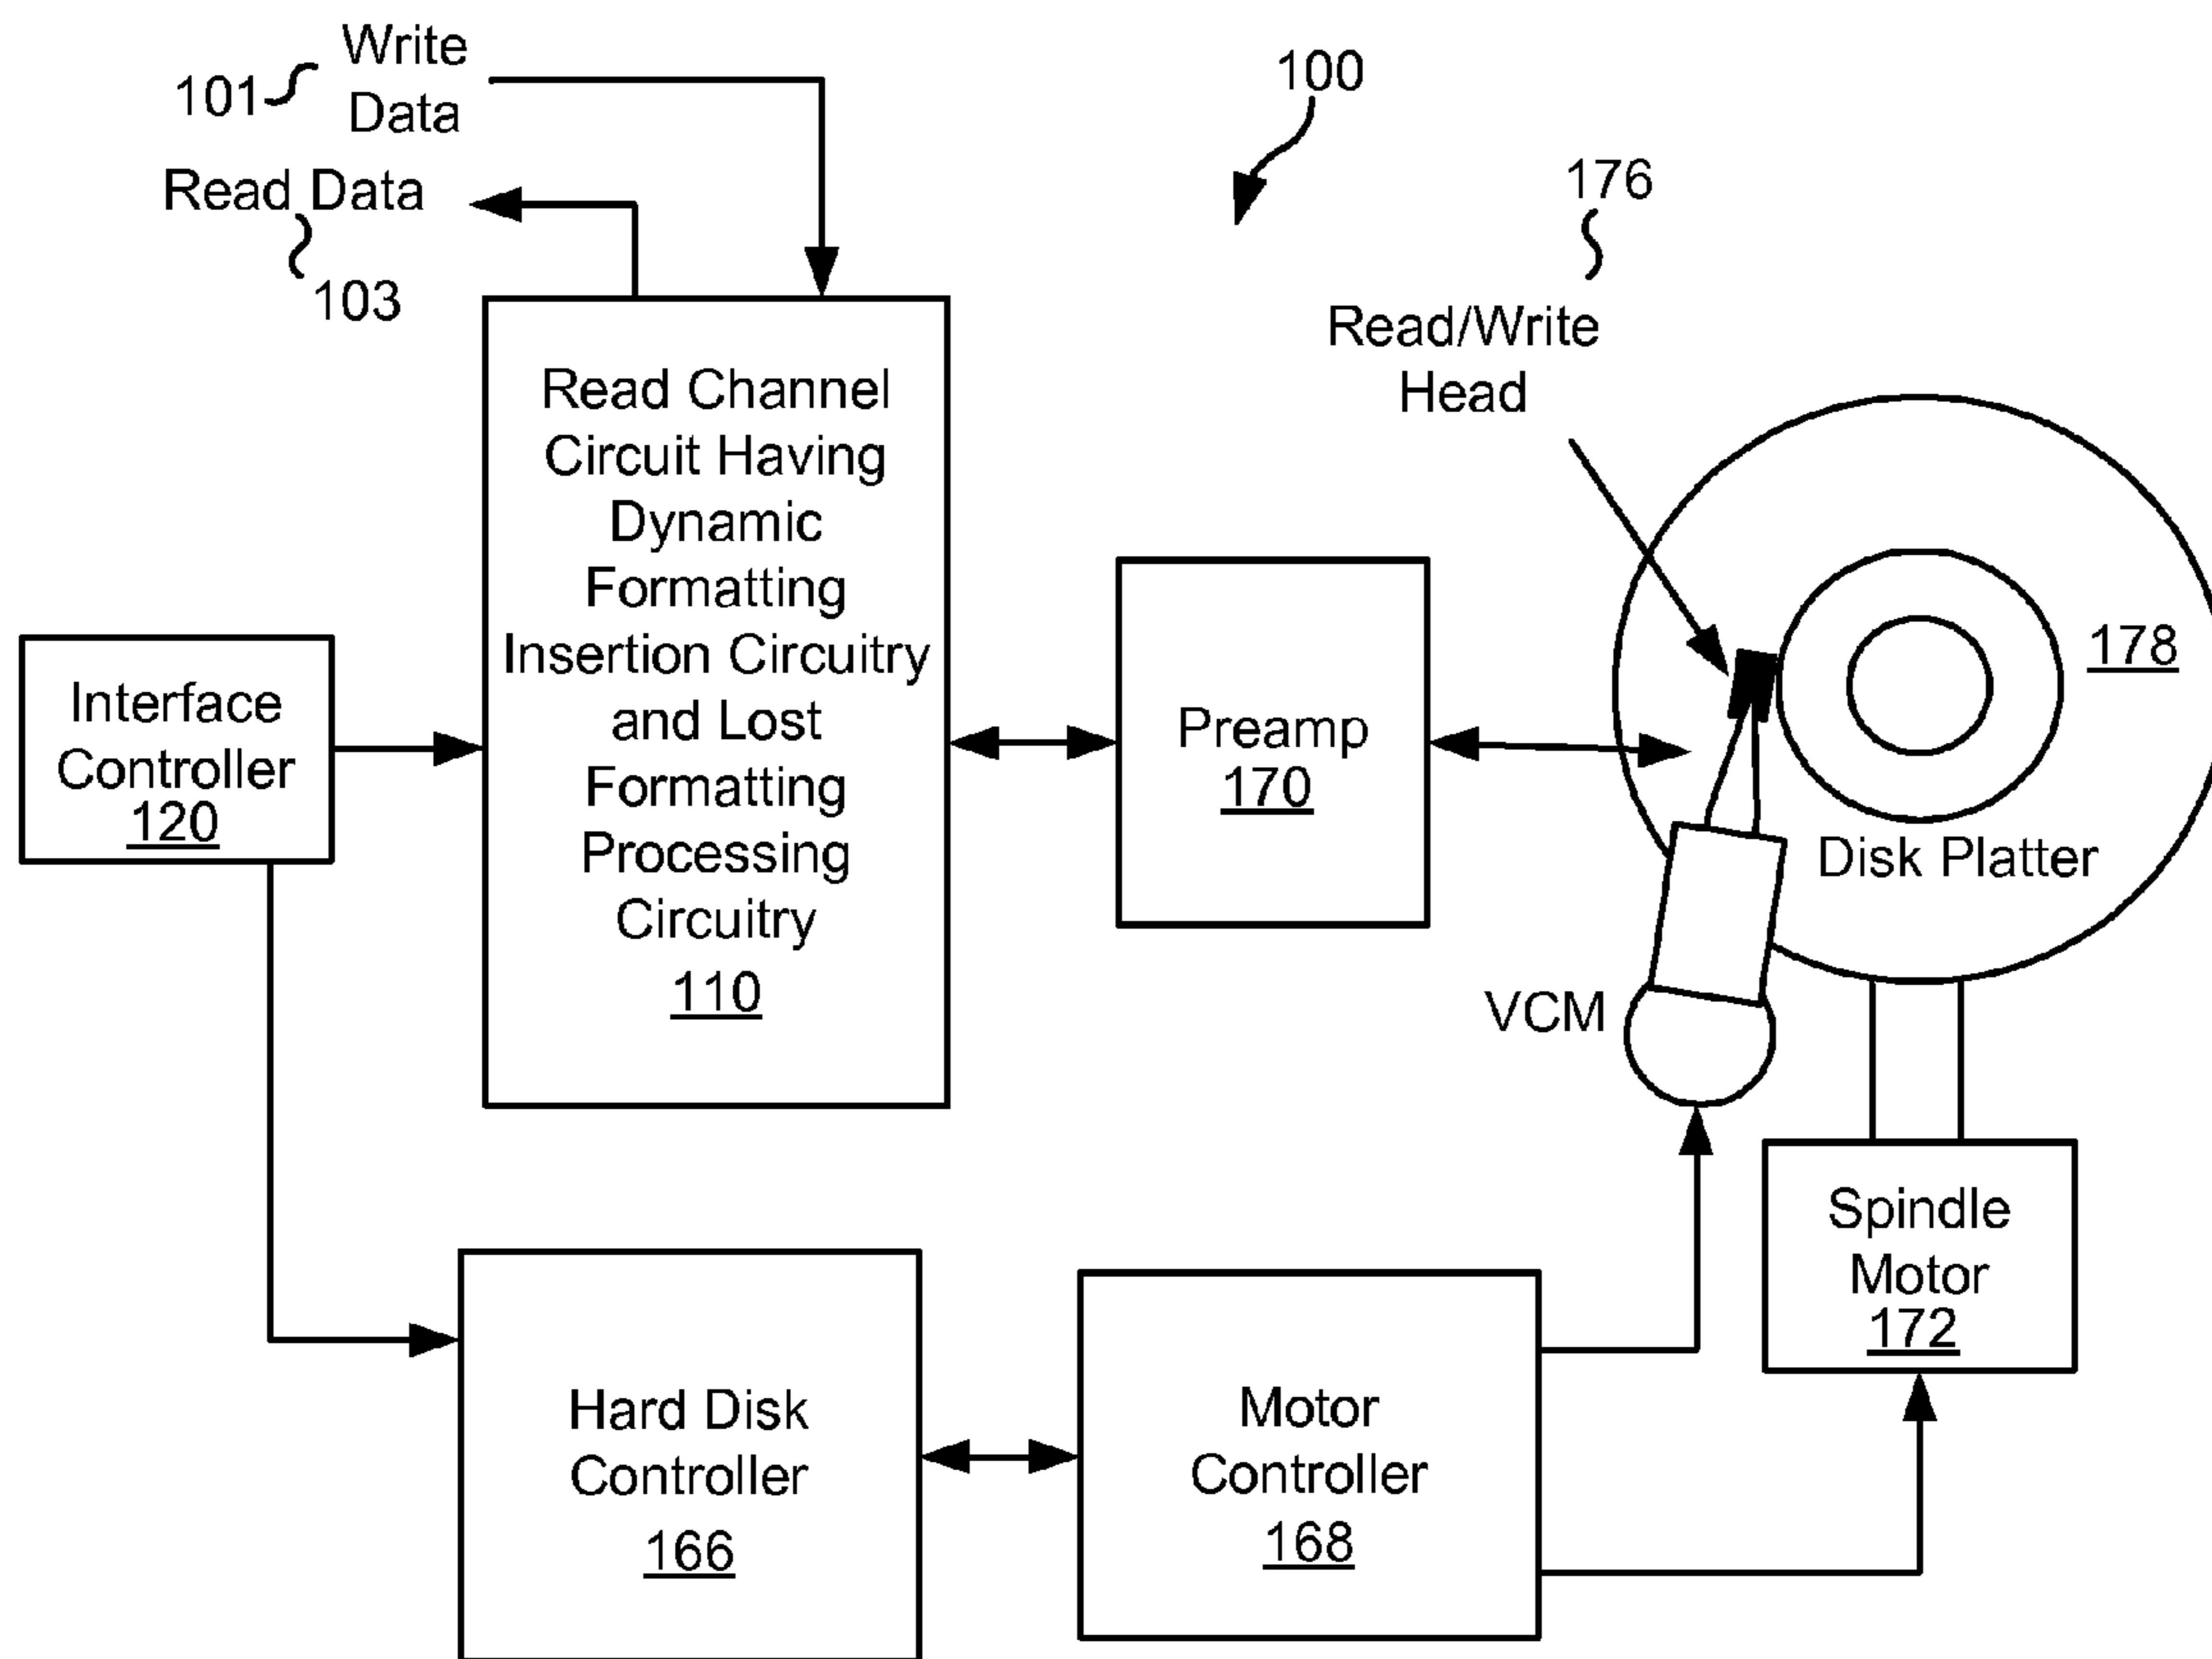 Write
Data
101
Read Data
103
100
176
Read/Write
Head
Read Channel
Circuit Having
Dynamic
Formatting
Insertion Circuitry
and Lost
Formatting
Processing
Circuitry
110
Interface
Controller
120
Preamp
170
178
Disk Platter
VCM
Spindle
Motor
172
Hard Disk
Controller
166
Motor
Controller
168